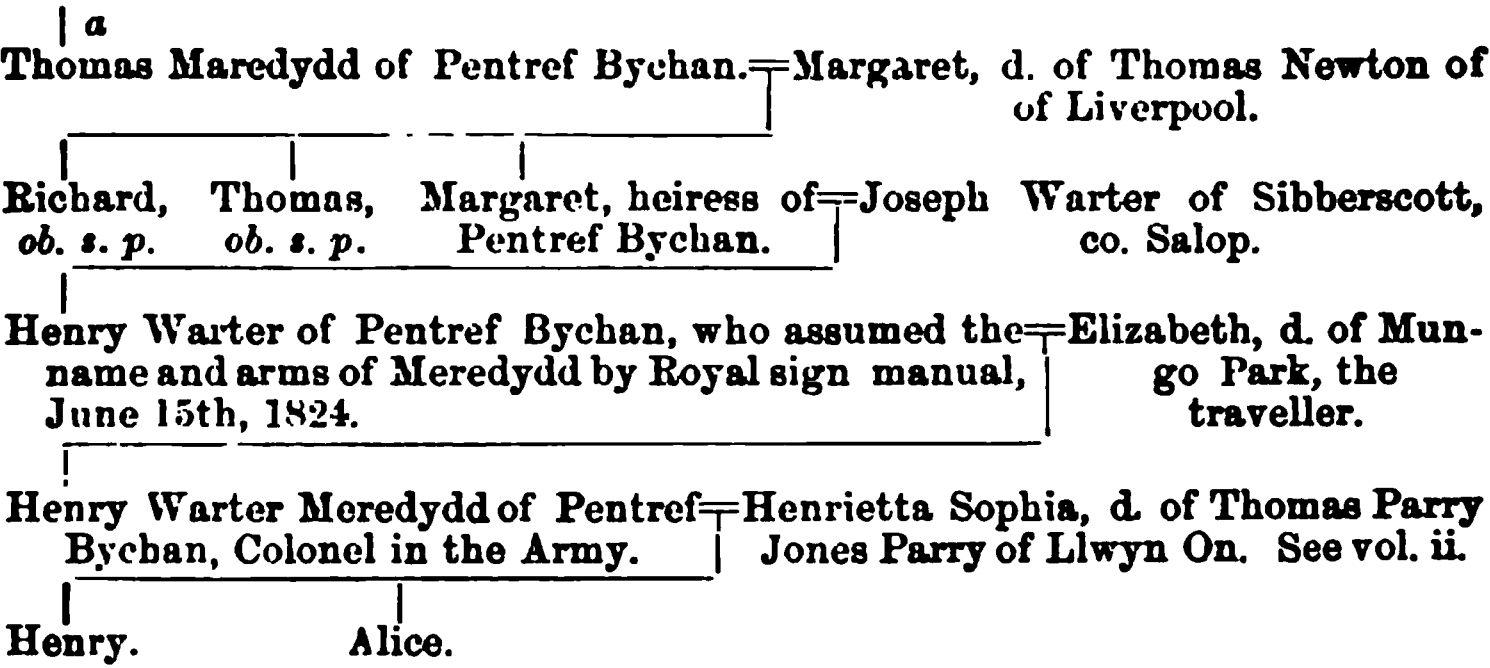 a
Thomas Maredydd of Pentref Bychan.=Margaret, d. of Thomas Newton of
of Liverpool.
Richard, Thomas, Margaret, heiress of=Joseph Warter of Sibberscott,
ob. s. p. ob. s. p. Pentref Bychan. co. Salop.
Henry Warter of Pentref Bychan, who assumed the=Elizabeth, d. of Mun-
name and arms of Meredydd by Royal sign manual, go Park, the
June 15th, 1824. traveller.
Henry Warter Meredydd of Pentref=Henrietta Sophia, d. of Thomas Parry
Bychan, Colonel in the Army. Jones Parry of Llwyn On. See vol. ii.
Henry. Alice.